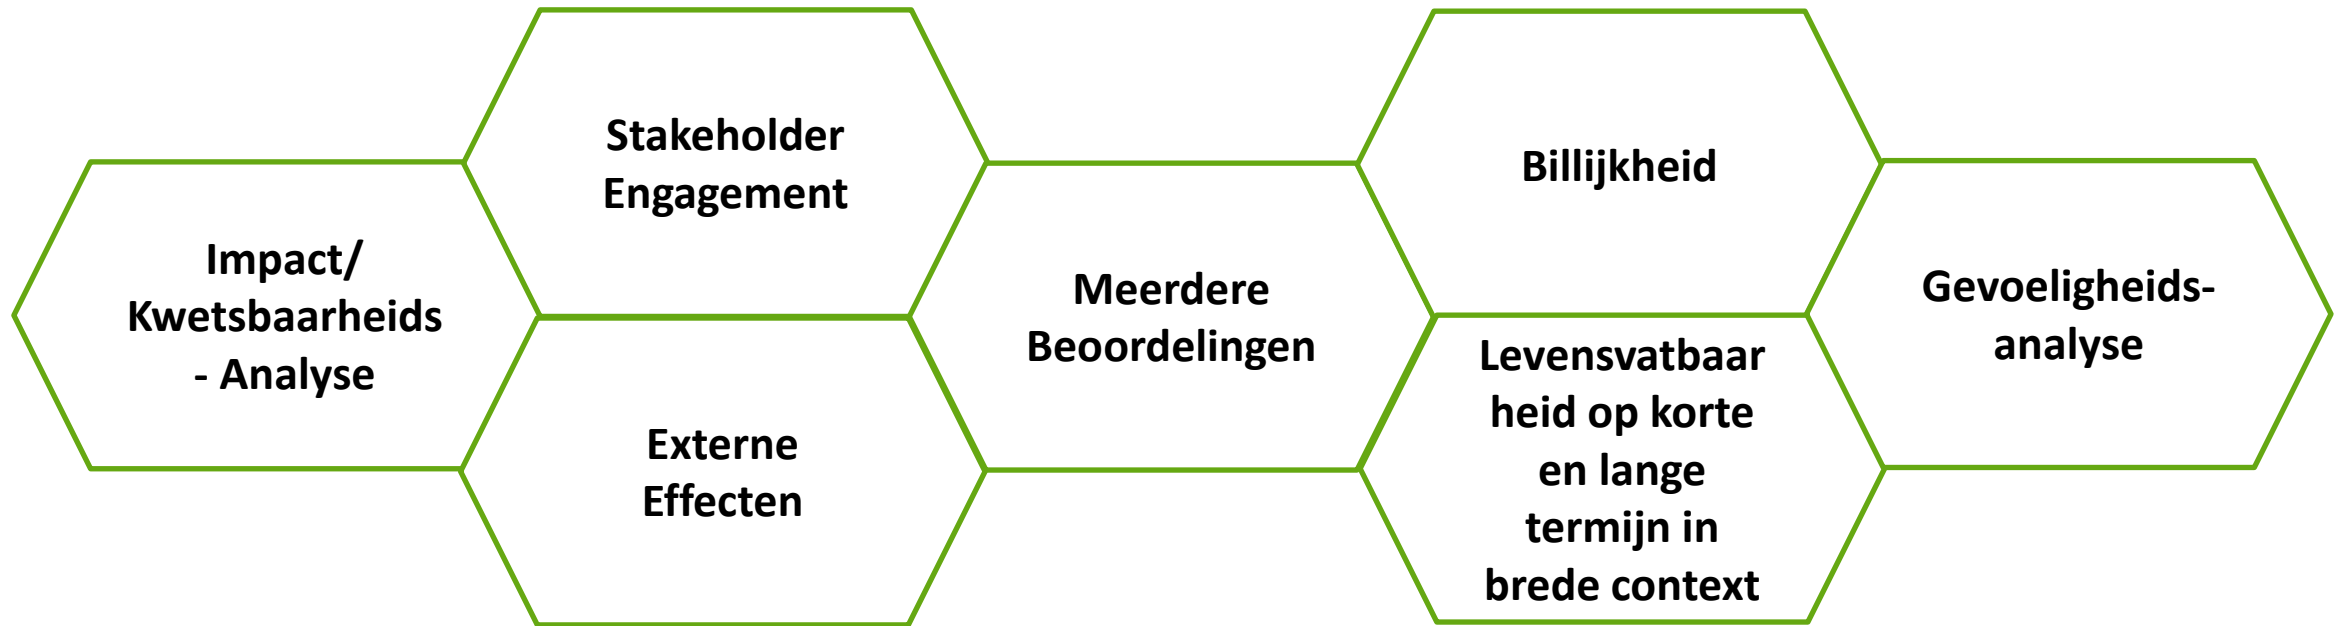 Impact/
Kwetsbaarheids
- Analyse
Stakeholder
Engagement
Externe
Effecten
Meerdere
Beoordelingen
Billijkheid
Levensvatbaar
heid op korte
en lange
termijn in
brede context
Gevoeligheids-
analyse